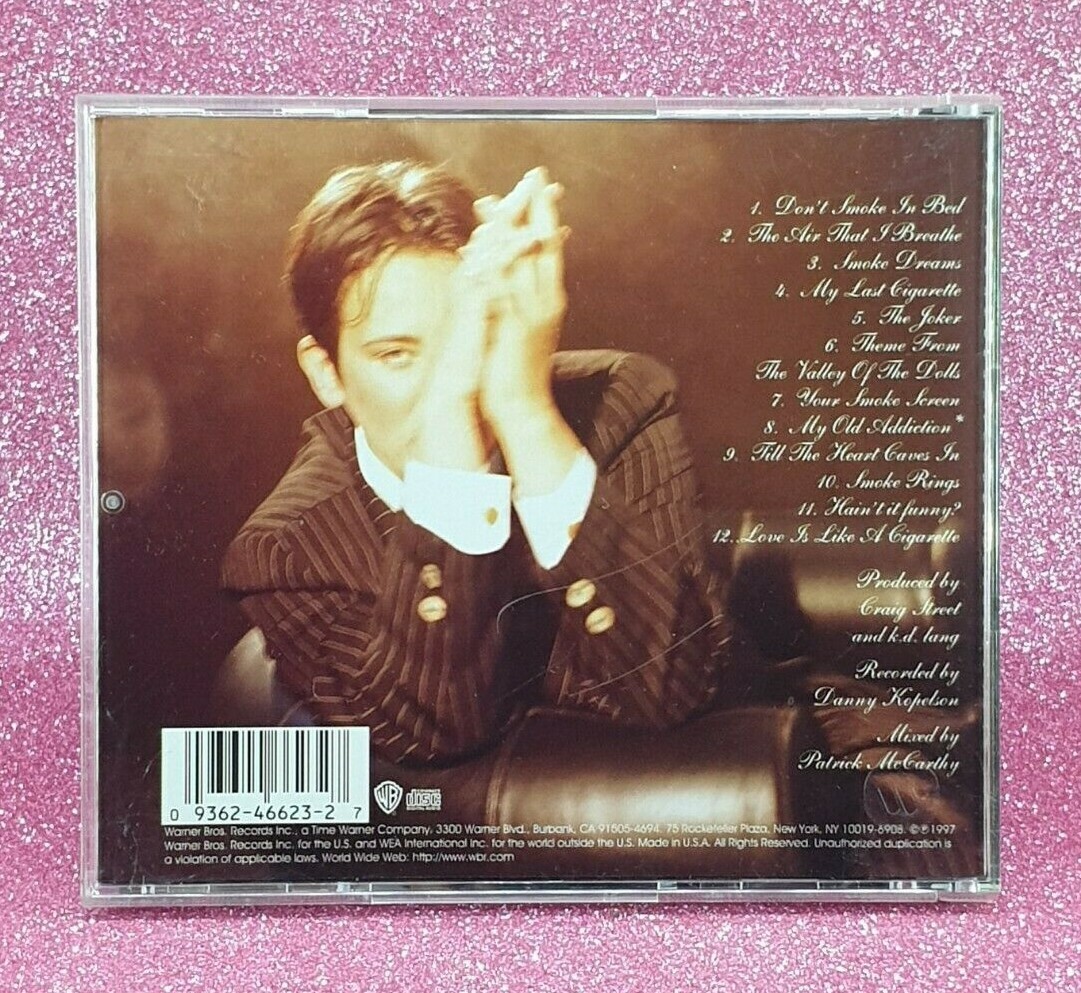 1. Don't Smoke In Bed
2. The Air That I Breathe
3. Smoke Dreams
4. My Last Cigarette
5. The Joker
6. Theme From
The Valley Of The Dolls
7. Your Smoke Screen
8. My Old Addiction*
9. Till The Heart Caves In
10. Smoke Rings
11. Hain't it funny?
12. Love Is Like A Cigarette
Produced by
Craig Street
and k.d. lang
Recorded by
Danny Kopelson
Mixed by
Patrick McCarthy
0 9362-46623-2 7
WB
COMPACT disc DIGITAL AUDIO
Warner Bros. Records Inc., a Time Warner Company, 3300 Warner Blvd., Burbank, CA 91505-4694. 75 Rockefeller Plaza, New York, NY 10019-6908. ©℗ 1997
Warner Bros. Records Inc. for the U.S. and WEA International Inc. for the world outside the U.S. Made in U.S.A. All Rights Reserved. Unauthorized duplication is
a violation of applicable laws. World Wide Web: http://www.wbr.com